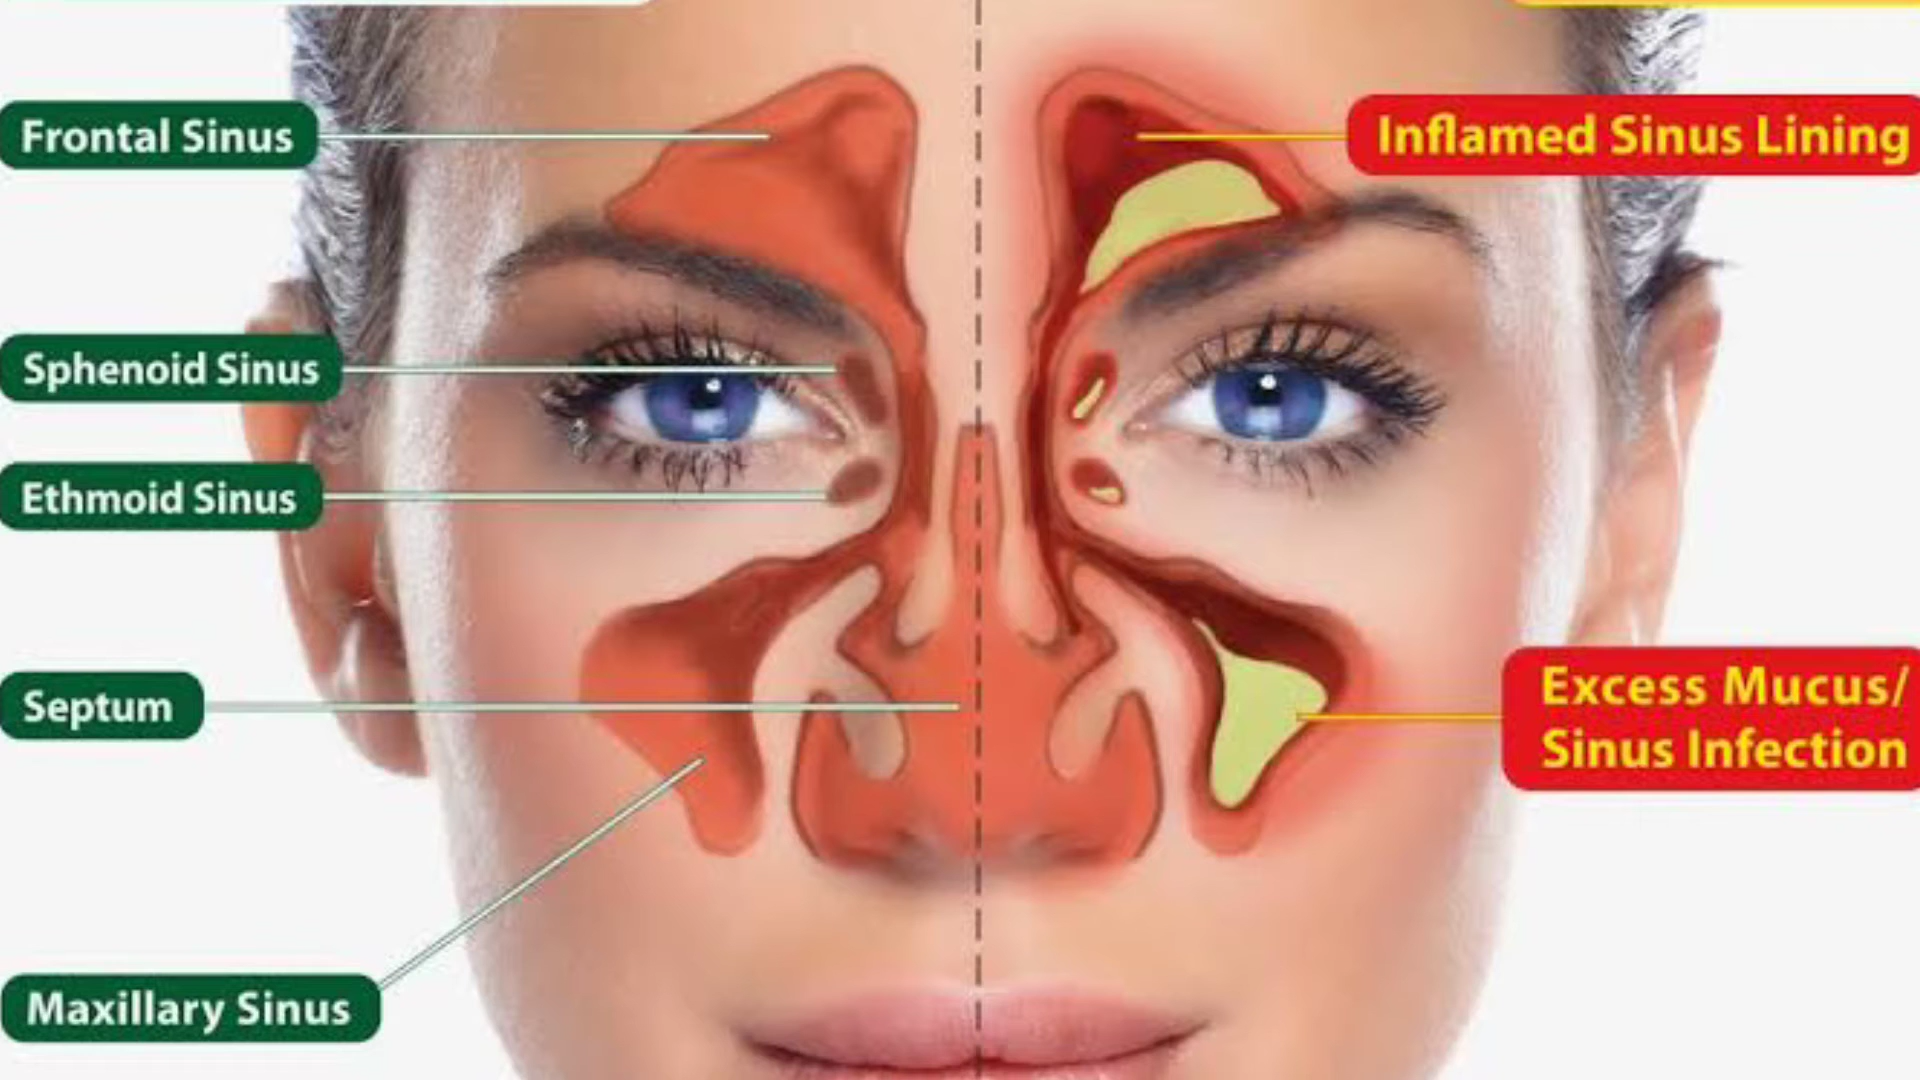 Frontal Sinus
Inflamed Sinus Lining
Sphenoid Sinus
Ethmoid Sinus
Septum
Excess Mucus/
Sinus Infection
Maxillary Sinus